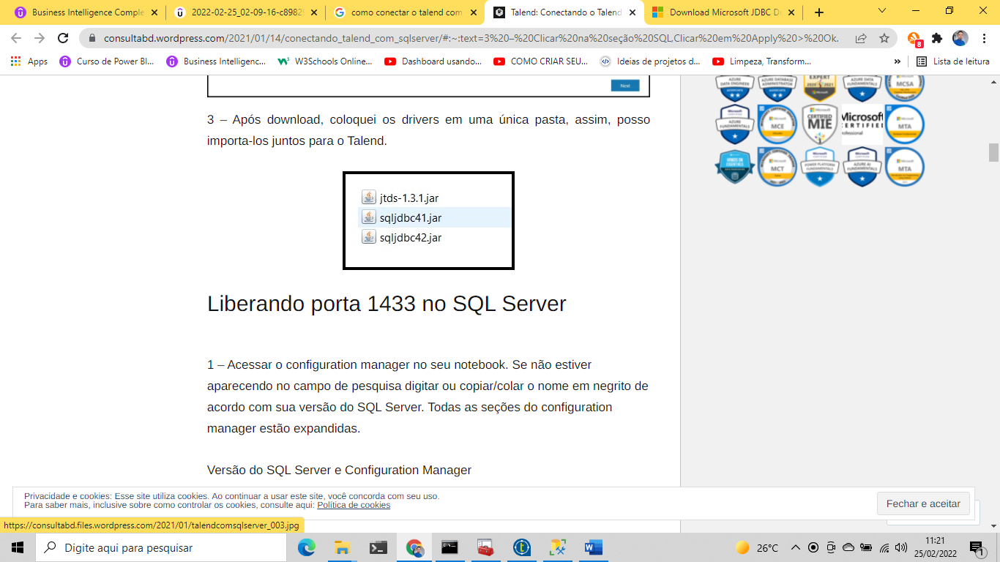 Business Intelligence Comple
2022-02-25_02-09-16-c8982
como conectar o talend com
Talend: Conectando o Talend
Download Microsoft JDBC D
consultabd.wordpress.com/2021/01/14/conectando_talend_com_sqlserver/#:~:text=3%20–%20Clicar%20na%20seção%20SQL,Clicar%20em%20Apply%20>%20Ok.
8
Apps
Curso de Power BI...
Business Intelligenc...
W3Schools Online...
Dashboard usando...
COMO CRIAR SEU...
Ideias de projetos d...
Limpeza, Transform...
»
Lista de leitura
Next
3 – Após download, coloquei os drivers em uma única pasta, assim, posso
importa-los juntos para o Talend.
jtds-1.3.1.jar
sqljdbc41.jar
sqljdbc42.jar
Liberando porta 1433 no SQL Server
1 – Acessar o configuration manager no seu notebook. Se não estiver
aparecendo no campo de pesquisa digitar ou copiar/colar o nome em negrito de
acordo com sua versão do SQL Server. Todas as seções do configuration
manager estão expandidas.
Versão do SQL Server e Configuration Manager
AZURE DATA ENGINEER
AZURE DATABASE ADMINISTRATOR
EXPERT
2020 2021
AZURE DATA FUNDAMENTALS
MCSA
AZURE FUNDAMENTALS
MCE
CERTIFIED
MIE
Microsoft
CERTIFIED
rofessional
MTA
MCT
POWER PLATFORM FUNDAMENTALS
AZURE AI FUNDAMENTALS
MTA
Privacidade e cookies: Esse site utiliza cookies. Ao continuar a usar este site, você concorda com seu uso.
Para saber mais, inclusive sobre como controlar os cookies, consulte aqui: Política de cookies
Fechar e aceitar
https://consultabd.files.wordpress.com/2021/01/talendcomsqlserver_003.jpg
Digite aqui para pesquisar
26°C
11:21
25/02/2022
1